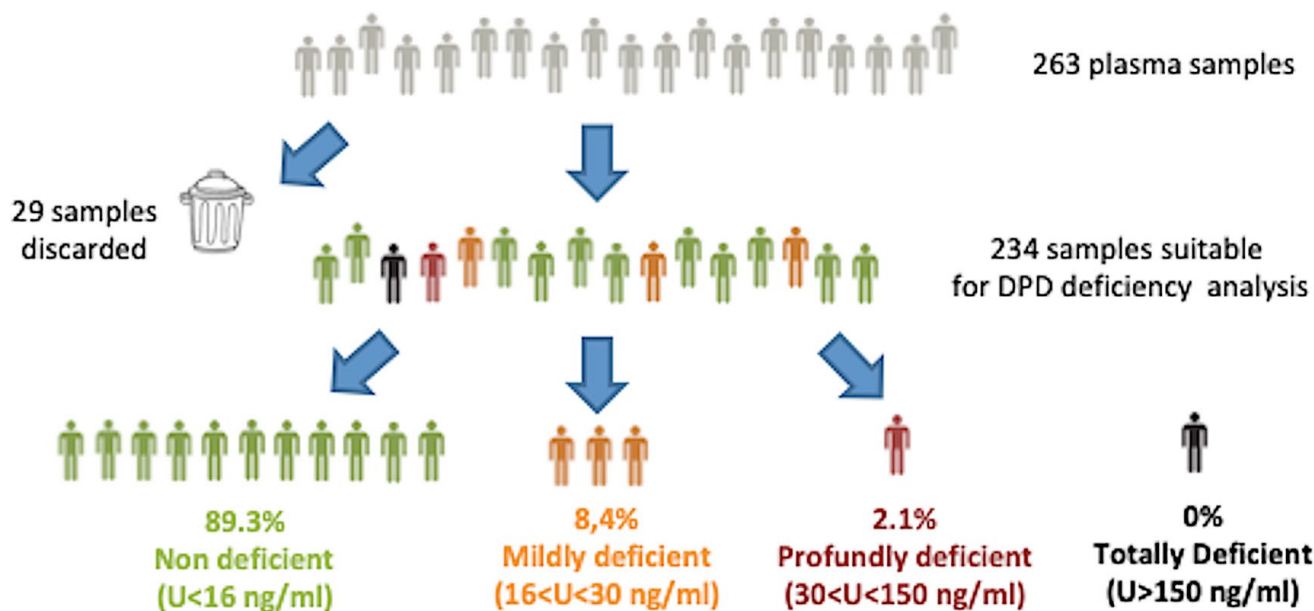 263 plasma samples
29 samples
discarded
234 samples suitable
for DPD deficiency analysis
89.3%
Non deficient
(U<16 ng/ml)
8,4%
Mildly deficient
(16<U<30 ng/ml)
2.1%
Profundly deficient
(30<U<150 ng/ml)
0%
Totally Deficient
(U>150 ng/ml)